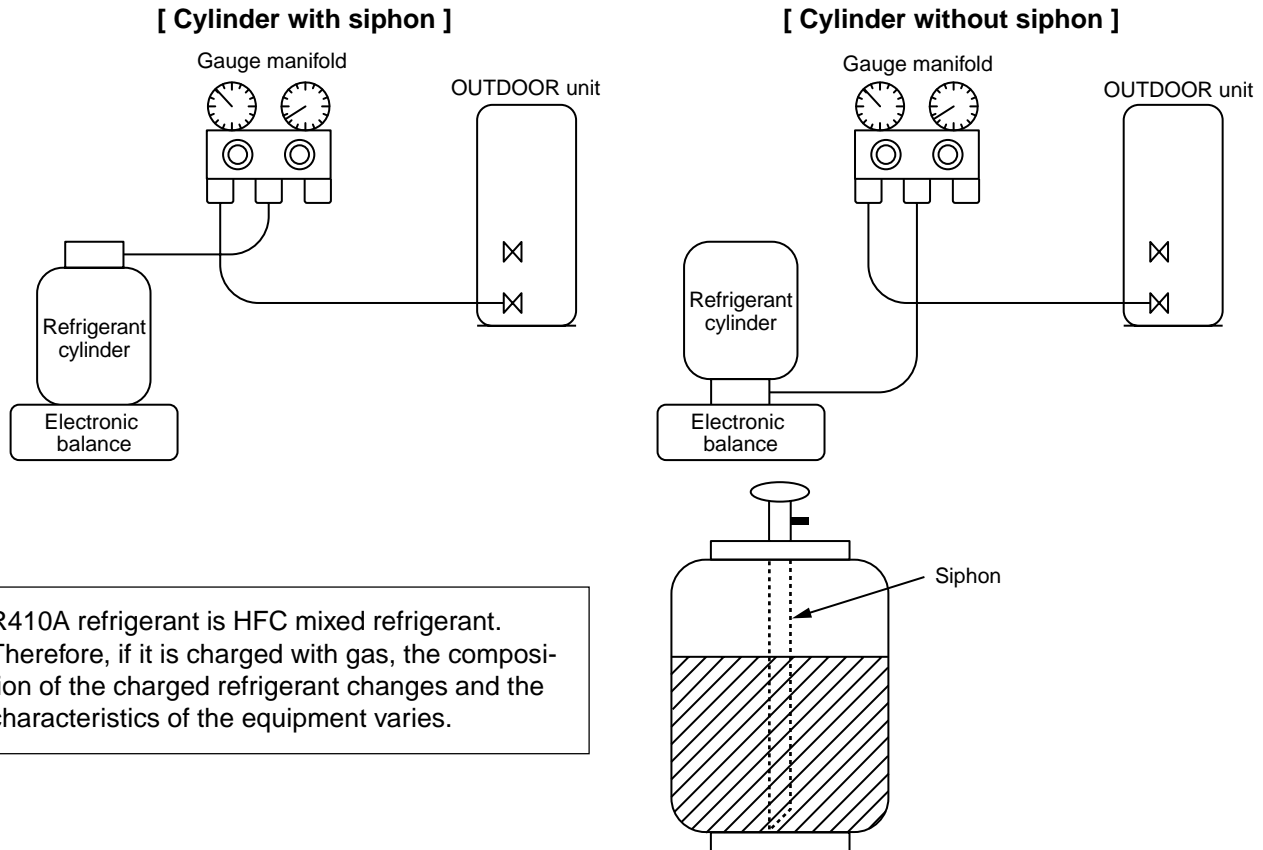 [ Cylinder with siphon ]
Gauge manifold
OUTDOOR unit
Refrigerant
cylinder
Electronic
balance
[ Cylinder without siphon ]
Gauge manifold
OUTDOOR unit
Refrigerant
cylinder
Electronic
balance
Siphon
R410A refrigerant is HFC mixed refrigerant.
Therefore, if it is charged with gas, the composi-
tion of the charged refrigerant changes and the
characteristics of the equipment varies.